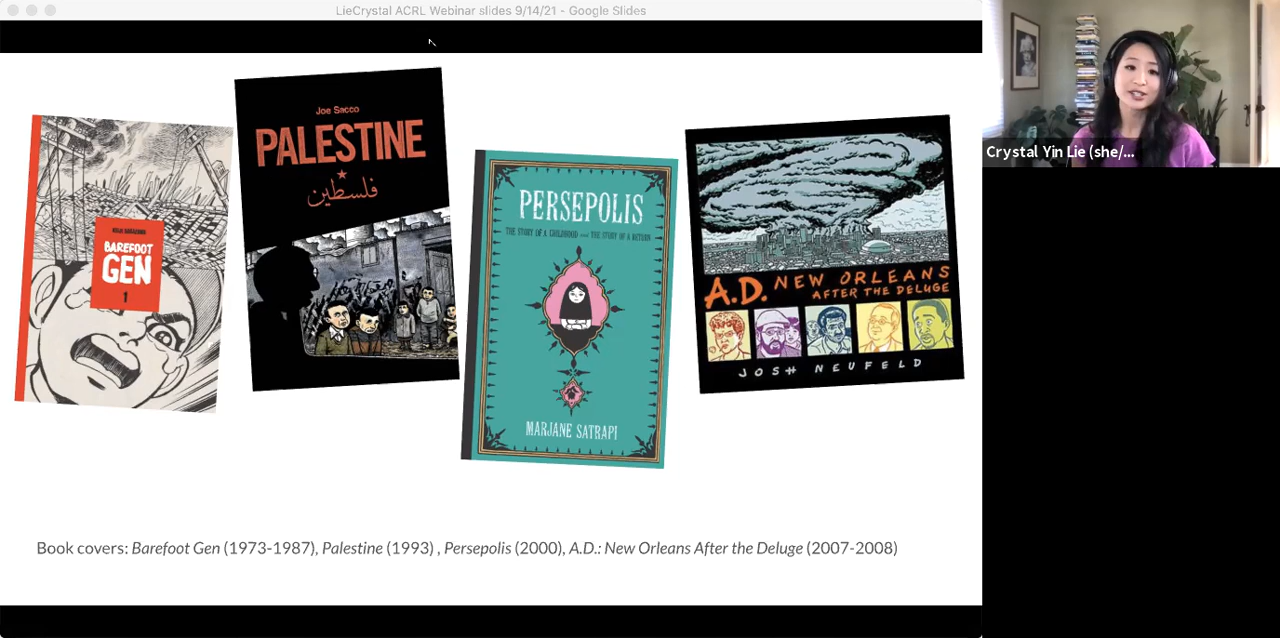 LieCrystal ACRL Webinar slides 9/14/21 - Google Slides
KEIJI NAKAZAWA
BAREFOOT
GEN
1
Joe Sacco
PALESTINE
فلسطين
PERSEPOLIS
THE STORY OF A CHILDHOOD AND THE STORY OF A RETURN
MARJANE SATRAPI
A.D. NEW ORLEANS
AFTER THE DELUGE
JOSH NEUFELD
Crystal Yin Lie (she/...
Book covers: Barefoot Gen (1973-1987), Palestine (1993) , Persepolis (2000), A.D.: New Orleans After the Deluge (2007-2008)